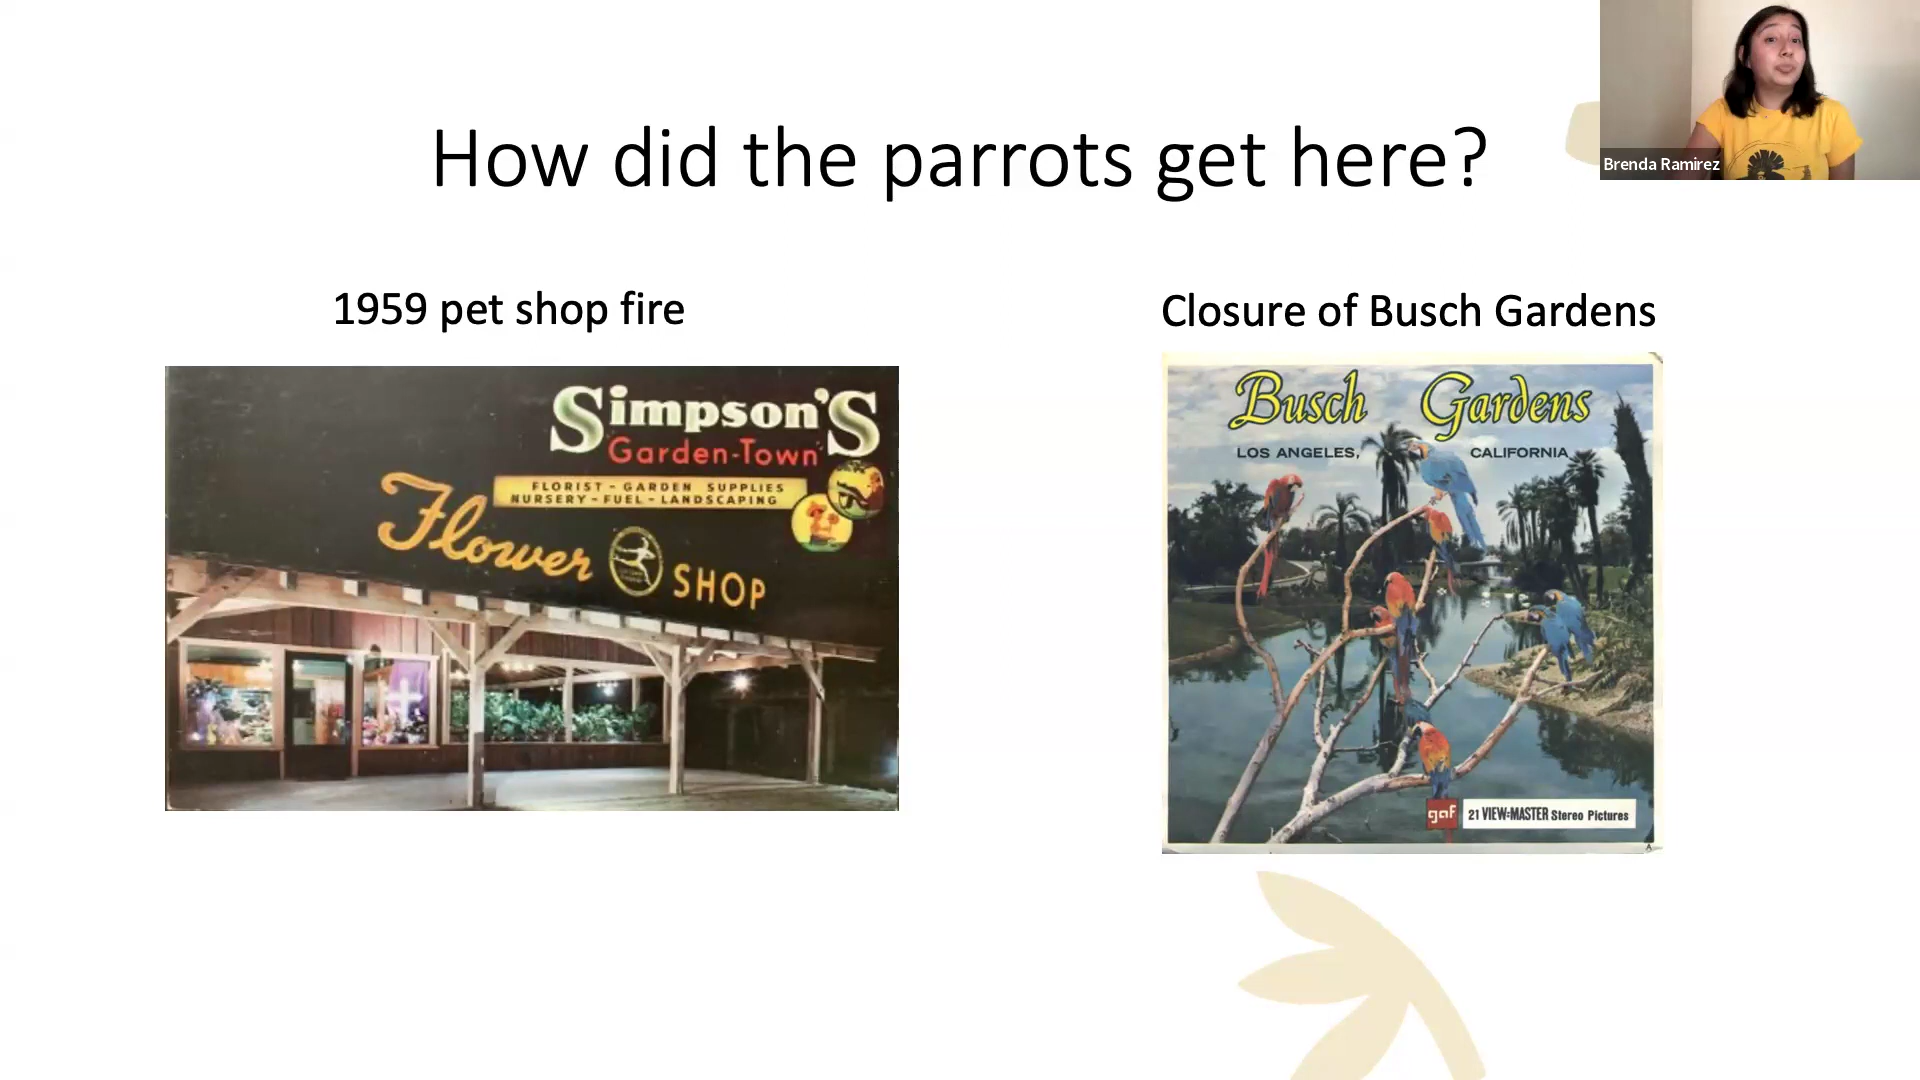 How did the parrots get here?
Brenda Ramirez
1959 pet shop fire
Closure of Busch Gardens
Simpson'S
Garden-Town
FLORIST - GARDEN SUPPLIES
NURSERY - FUEL - LANDSCAPING
Flower SHOP
Busch Gardens
LOS ANGELES, CALIFORNIA
gaf
21 VIEW-MASTER Stereo Pictures